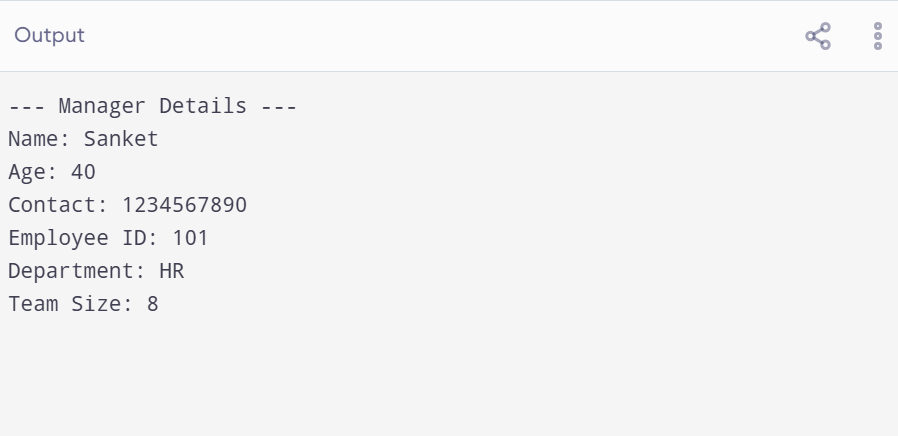 Output
--- Manager Details ---
Name: Sanket
Age: 40
Contact: 1234567890
Employee ID: 101
Department: HR
Team Size: 8